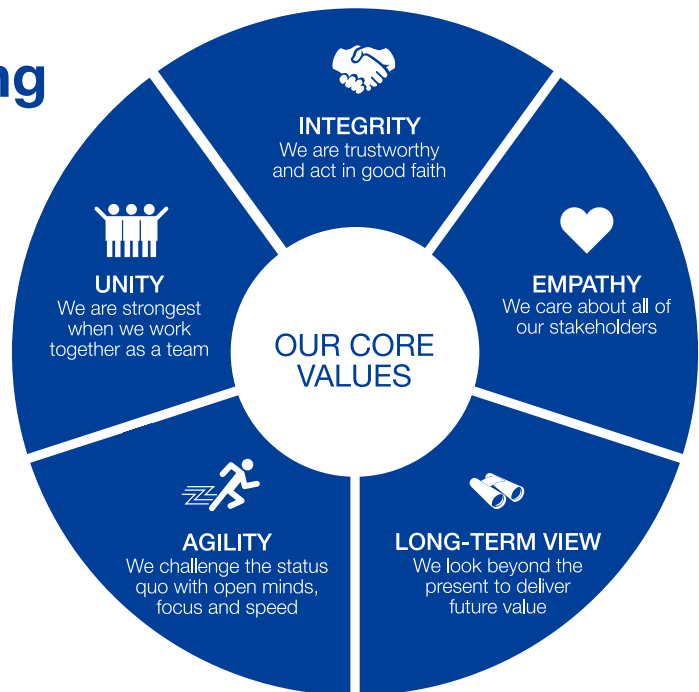 ng
INTEGRITY
We are trustworthy
and act in good faith
EMPATHY
We care about all of
our stakeholders
LONG-TERM VIEW
We look beyond the
present to deliver
future value
AGILITY
We challenge the status
quo with open minds,
focus and speed
UNITY
We are strongest
when we work
together as a team
OUR CORE
VALUES